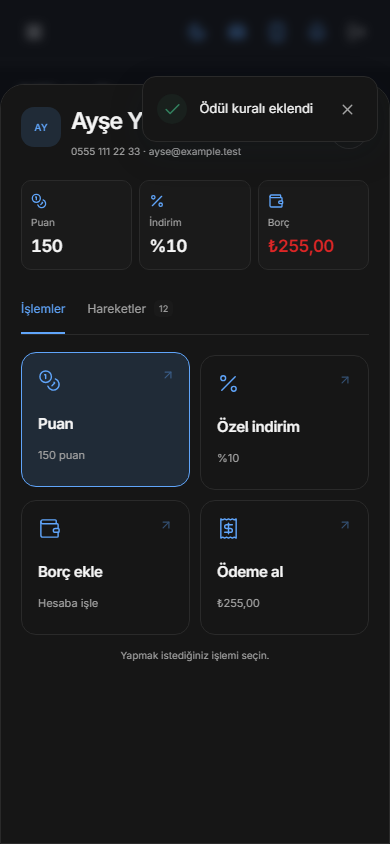 Ödül kuralı eklendi
AY
Ayşe Y
0555 111 22 33 · ayse@example.test
Puan
150
İndirim
%10
Borç
₺255,00
İşlemler
Hareketler 12
Puan
150 puan
Özel indirim
%10
Borç ekle
Hesaba işle
Ödeme al
₺255,00
Yapmak istediğiniz işlemi seçin.